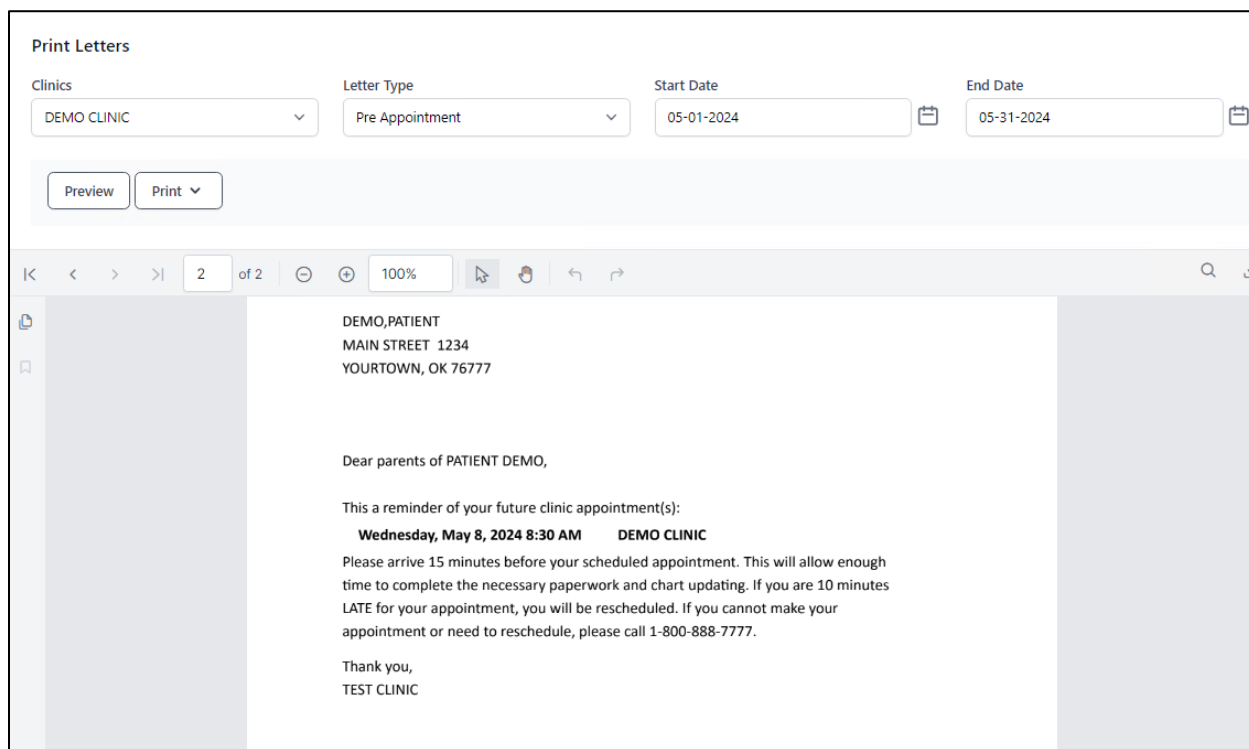 Print Letters
Clinics Letter Type Start Date End Date
DEMO CLINIC Pre Appointment 05-01-2024 05-31-2024
Preview Print
2 of 2 100%
DEMO,PATIENT
MAIN STREET  1234
YOURTOWN, OK 76777
Dear parents of PATIENT DEMO,
This a reminder of your future clinic appointment(s):
Wednesday, May 8, 2024 8:30 AM DEMO CLINIC
Please arrive 15 minutes before your scheduled appointment. This will allow enough
time to complete the necessary paperwork and chart updating. If you are 10 minutes
LATE for your appointment, you will be rescheduled. If you cannot make your
appointment or need to reschedule, please call 1-800-888-7777.
Thank you,
TEST CLINIC